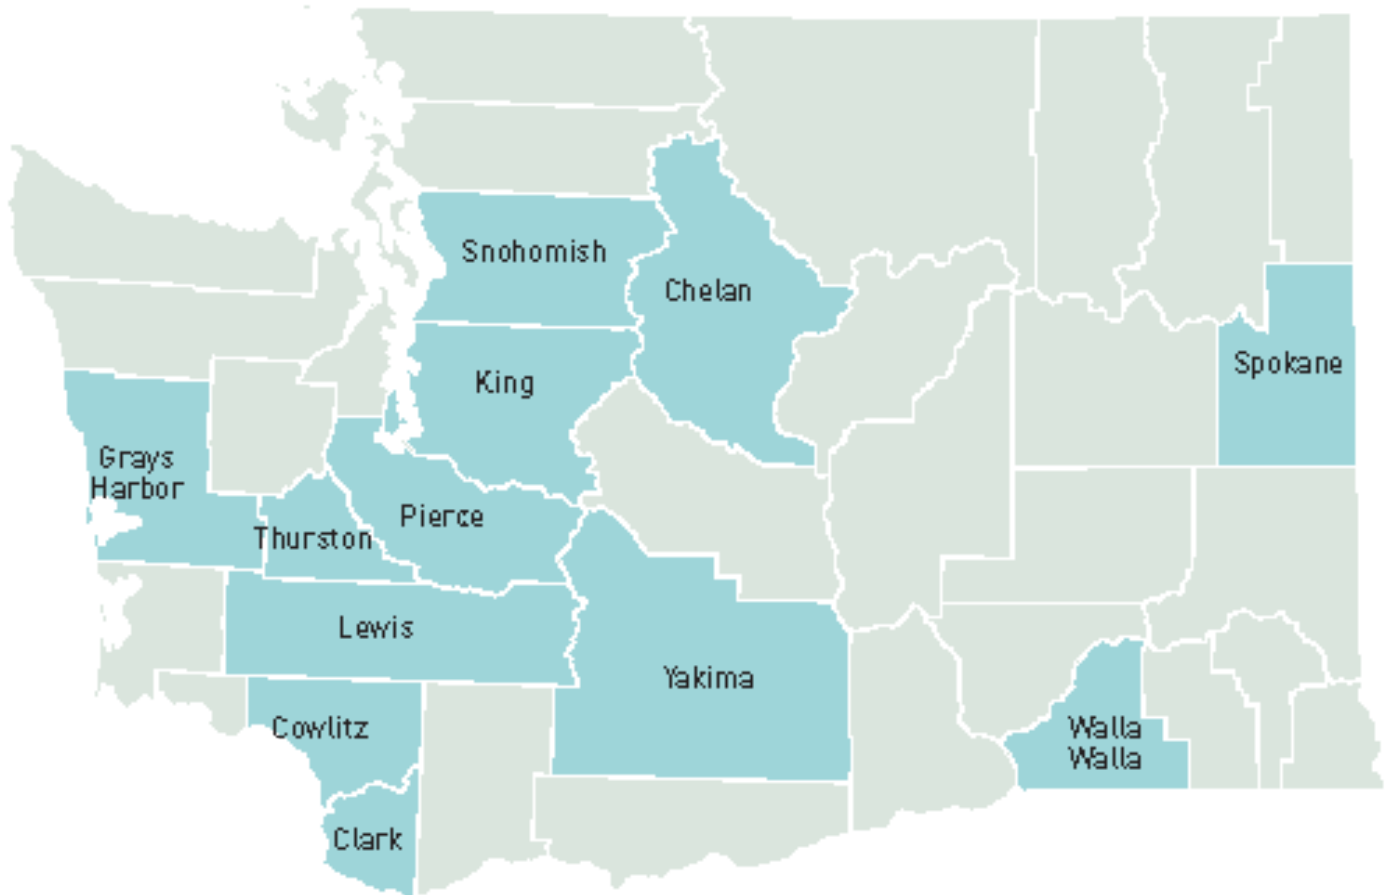 Snohomish
Chelan
Spokane
King
Grays
Harbor
Pierce
Thurston
Lewis
Yakima
Cowlitz
Walla
Walla
Clark